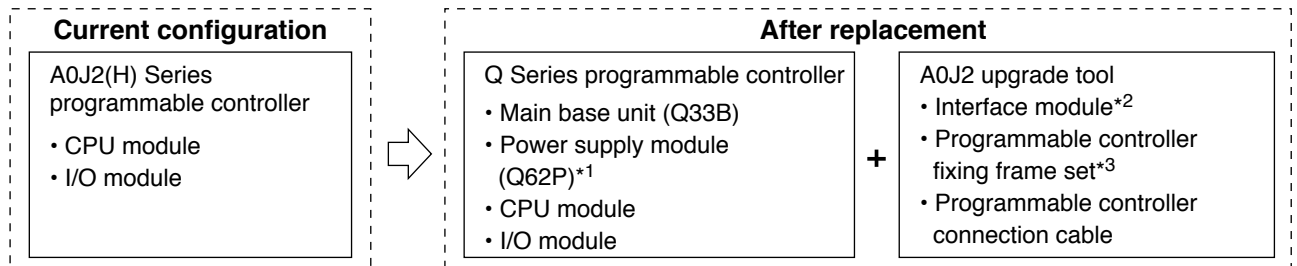 Current configuration
A0J2(H) Series
programmable controller
• CPU module
• I/O module
After replacement
Q Series programmable controller
• Main base unit (Q33B)
• Power supply module
(Q62P)*1
• CPU module
• I/O module
+
A0J2 upgrade tool
• Interface module*2
• Programmable controller
fixing frame set*3
• Programmable controller
connection cable